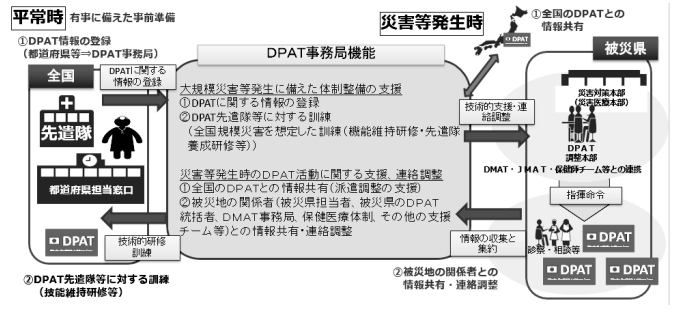 平常時 有事に備えた事前準備
①DPAT情報の登録
（都道府県等⇒DPAT事務局）
全国
DPATに関する
情報の登録
先遣隊
都道府県担当窓口
DPAT
技術的研修
訓練
②DPAT先遣隊等に対する訓練
（技能維持研修等）
DPAT事務局機能
大規模災害等発生に備えた体制整備の支援
①DPATに関する情報の登録
②DPAT先遣隊等に対する訓練
（全国規模災害を想定した訓練（機能維持研修・先遣隊
養成研修等））
災害等発生時のDPAT活動に関する支援、連絡調整
①全国のDPATとの情報共有（派遣調整の支援）
②被災地の関係者（被災県担当者、被災県のDPAT
統括者、DMAT事務局、保健医療体制、その他の支援
チーム等）との情報共有・連絡調整
災害等発生時
①全国のDPATとの
情報共有
DPAT
技術的支援・連
絡調整
情報の収集と
集約
②被災地の関係者との
情報共有・連絡調整
被災県
災害対策本部
（災害医療本部）
DPAT
調整本部
DMAT・JMAT・保健師チーム等との連携
指揮命令
診察・相談等
DPAT
DPAT
DPAT